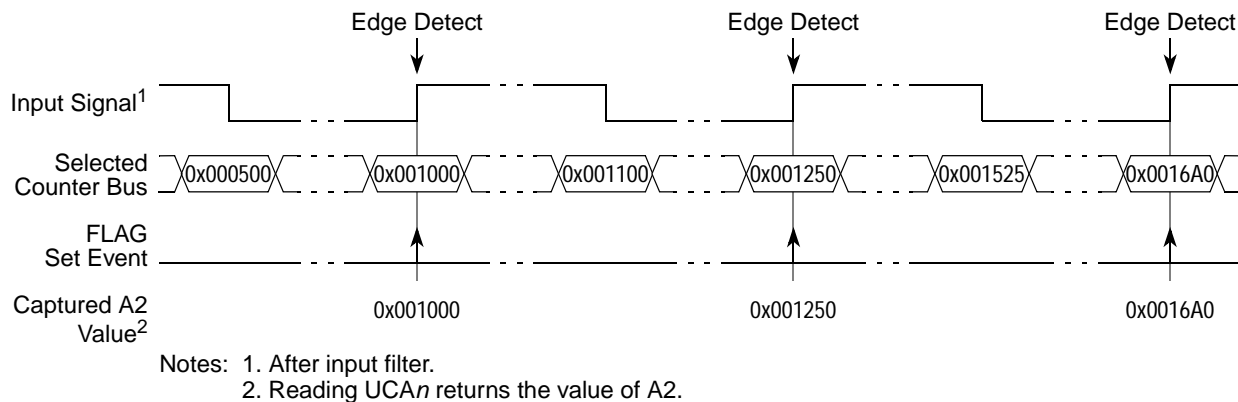 Edge Detect Edge Detect Edge Detect
Input Signal1
Selected
Counter Bus
0x000500 0x001000 0x001100 0x001250 0x001525 0x0016A0
FLAG
Set Event
Captured A2
Value2
0x001000 0x001250 0x0016A0
Notes: 1. After input filter.
2. Reading UCAn returns the value of A2.